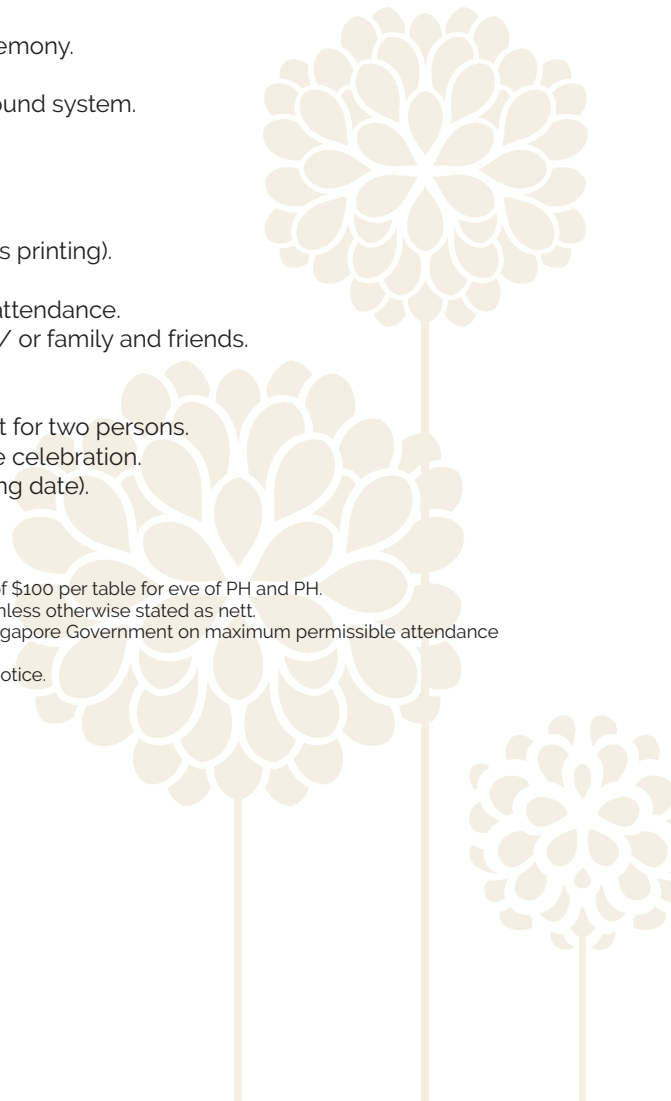 emony.
ound system.
s printing).
attendance.
/ or family and friends.
t for two persons.
e celebration.
ng date).
of $100 per table for eve of PH and PH.
nless otherwise stated as nett.
gapore Government on maximum permissible attendance
otice.